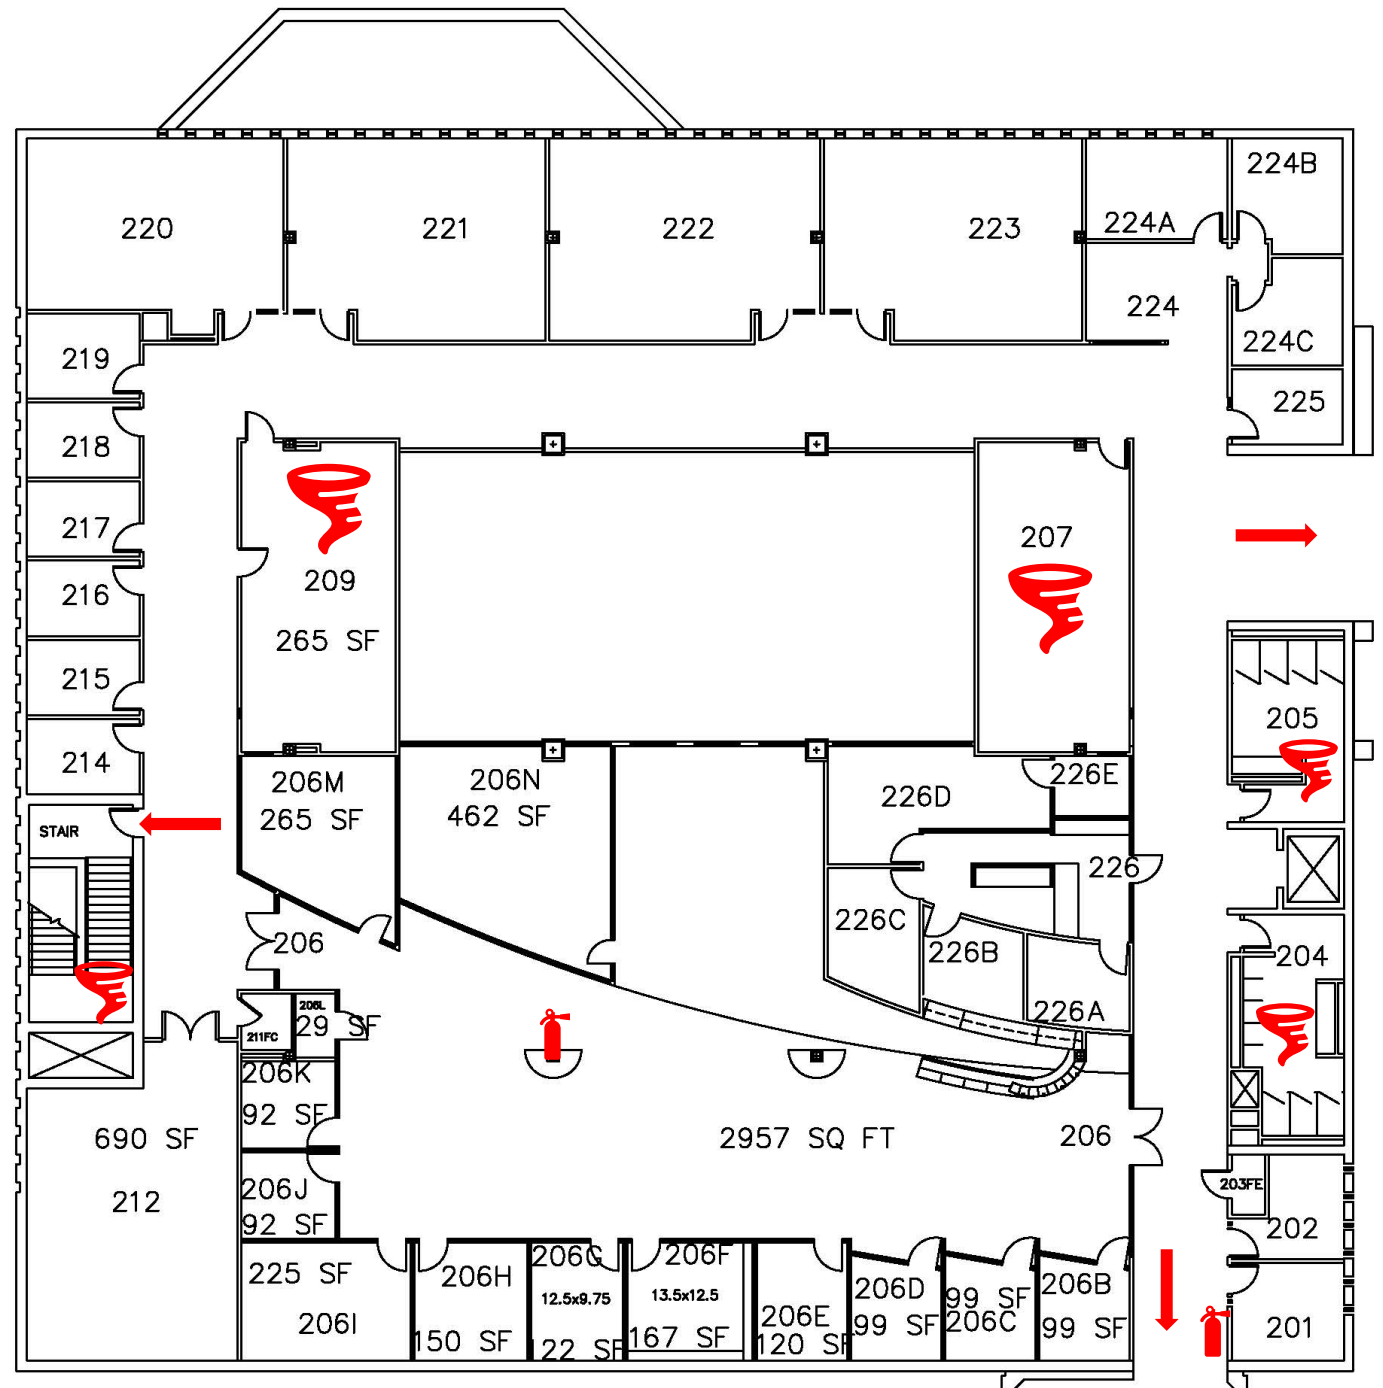 224B
220
221
222
223
224A
224
219
224C
225
218
217
207
209
216
265 SF
215
205
214
206M
265 SF
206N
462 SF
226D
226E
STAIR
226
226C
206
226B
204
206L
29 SF
211FC
226A
206K
92 SF
690 SF
2957 SQ FT
206
212
206J
92 SF
203FE
202
206G
206F
225 SF
206H
12.5x9.75
13.5x12.5
206D
99 SF
206B
206I
150 SF
122 SF
167 SF
206E
120 SF
99 SF
206C
99 SF
201